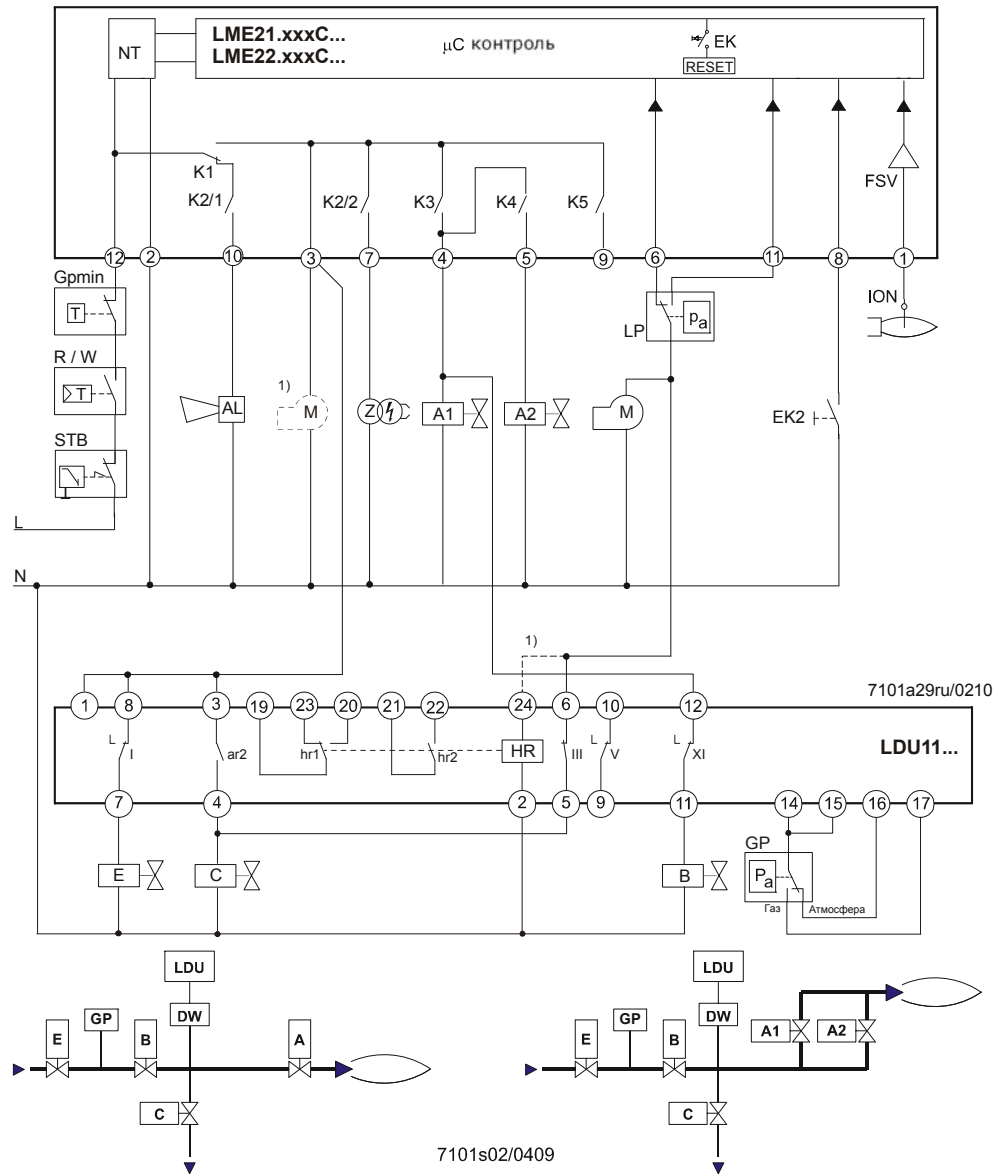 LME21.xxxC...
LME22.xxxC...
µC контроль
NT
EK
RESET
FSV
K1
K2/1
K2/2
K3
K4
K5
12
2
10
3
7
4
5
9
6
11
8
1
Gpmin
T
R / W
T
STB
L
N
AL
1)
M
Z
A1
A2
LP
pa
M
EK2
ION
1)
7101a29ru/0210
1
8
3
19
23
20
21
22
24
6
10
12
L
I
ar2
hr1
hr2
HR
III
L
V
L
XI
LDU11...
7
4
2
5
9
11
14
15
16
17
E
C
B
GP
Pa
Газ
Атмосфера
LDU
DW
E
GP
B
A
C
LDU
DW
E
GP
B
A1
A2
C
7101s02/0409